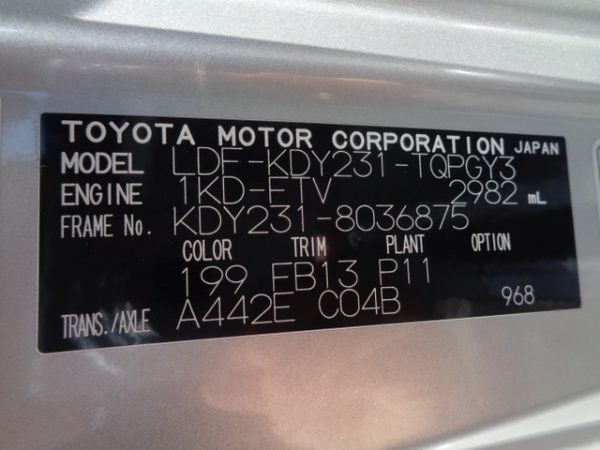 TOYOTA MOTOR CORPORATION JAPAN
MODEL LDF-KDY231-TQPGY3
ENGINE 1KD-FTV 2982 mL
FRAME No. KDY231-8036875
COLOR TRIM PLANT OPTION
199 FB13 P11
TRANS./AXLE A442E C04B 968